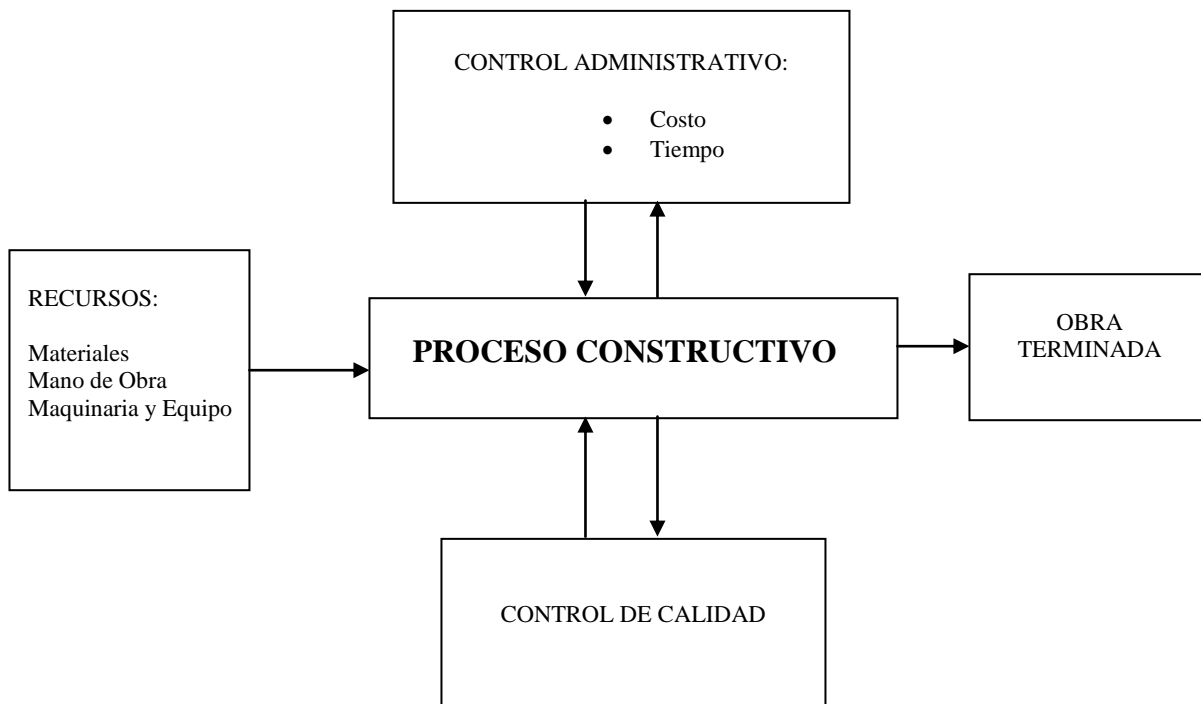 CONTROL ADMINISTRATIVO:
• Costo
• Tiempo
RECURSOS:
Materiales
Mano de Obra
Maquinaria y Equipo
PROCESO CONSTRUCTIVO
OBRA
TERMINADA
CONTROL DE CALIDAD